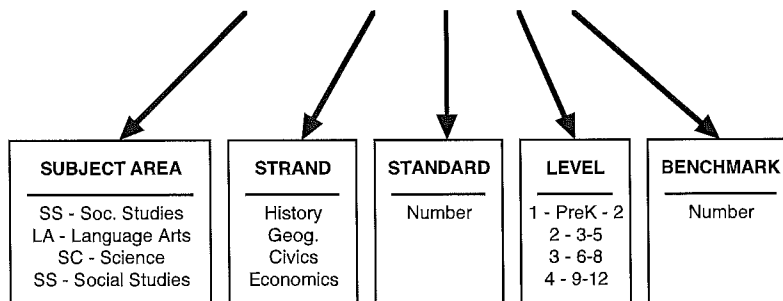 SUBJECT AREA
SS - Soc. Studies
LA - Language Arts
SC - Science
SS - Social Studies
STRAND
History
Geog.
Civics
Economics
STANDARD
Number
LEVEL
1 - PreK - 2
2 - 3-5
3 - 6-8
4 - 9-12
BENCHMARK
Number